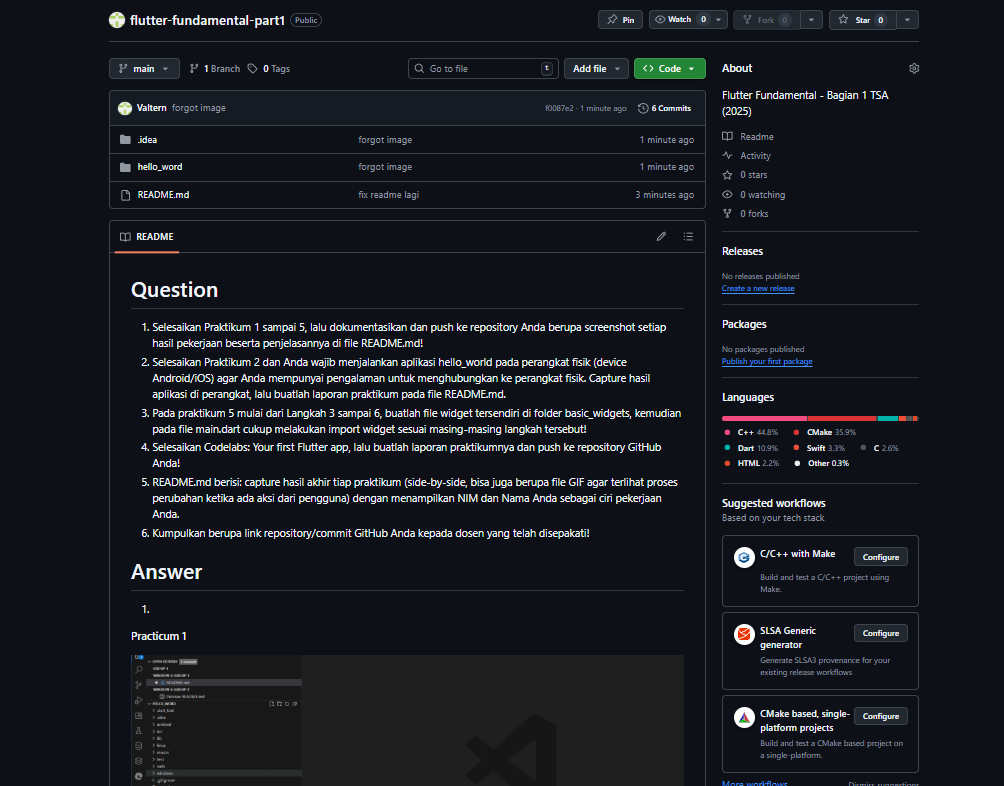 flutter-fundamental-part1 Public
Pin
Watch 0
Fork 0
Star 0
main
1 Branch
0 Tags
Go to file
t
Add file
Code
Valtern forgot image
f0087e2 · 1 minute ago
6 Commits
.idea forgot image 1 minute ago
hello_word forgot image 1 minute ago
README.md fix readme lagi 3 minutes ago
README
Question
1. Selesaikan Praktikum 1 sampai 5, lalu dokumentasikan dan push ke repository Anda berupa screenshot setiap
hasil pekerjaan beserta penjelasannya di file README.md!
2. Selesaikan Praktikum 2 dan Anda wajib menjalankan aplikasi hello_world pada perangkat fisik (device
Android/iOS) agar Anda mempunyai pengalaman untuk menghubungkan ke perangkat fisik. Capture hasil
aplikasi di perangkat, lalu buatlah laporan praktikum pada file README.md.
3. Pada praktikum 5 mulai dari Langkah 3 sampai 6, buatlah file widget tersendiri di folder basic_widgets, kemudian
pada file main.dart cukup melakukan import widget sesuai masing-masing langkah tersebut!
4. Selesaikan Codelabs: Your first Flutter app, lalu buatlah laporan praktikumnya dan push ke repository GitHub
Anda!
5. README.md berisi: capture hasil akhir tiap praktikum (side-by-side, bisa juga berupa file GIF agar terlihat proses
perubahan ketika ada aksi dari pengguna) dengan menampilkan NIM dan Nama Anda sebagai ciri pekerjaan
Anda.
6. Kumpulkan berupa link repository/commit GitHub Anda kepada dosen yang telah disepakati!
Answer
1.
Practicum 1
README.md
HELLO_WORD
.dart_tool
.idea
android
ios
lib
linux
macos
test
web
windows
.gitignore
About
Flutter Fundamental - Bagian 1 TSA
(2025)
Readme
Activity
0 stars
0 watching
0 forks
Releases
No releases published
Create a new release
Packages
No packages published
Publish your first package
Languages
C++ 44.8%
CMake 35.9%
Dart 10.9%
Swift 3.3%
C 2.6%
HTML 2.2%
Other 0.3%
Suggested workflows
Based on your tech stack
C/C++ with Make
Configure
Build and test a C/C++ project using
Make.
SLSA Generic
generator
Configure
Generate SLSA3 provenance for your
existing release workflows
CMake based, single-
platform projects
Configure
Build and test a CMake based project on
a single-platform.
More workflows
Dismiss suggestions